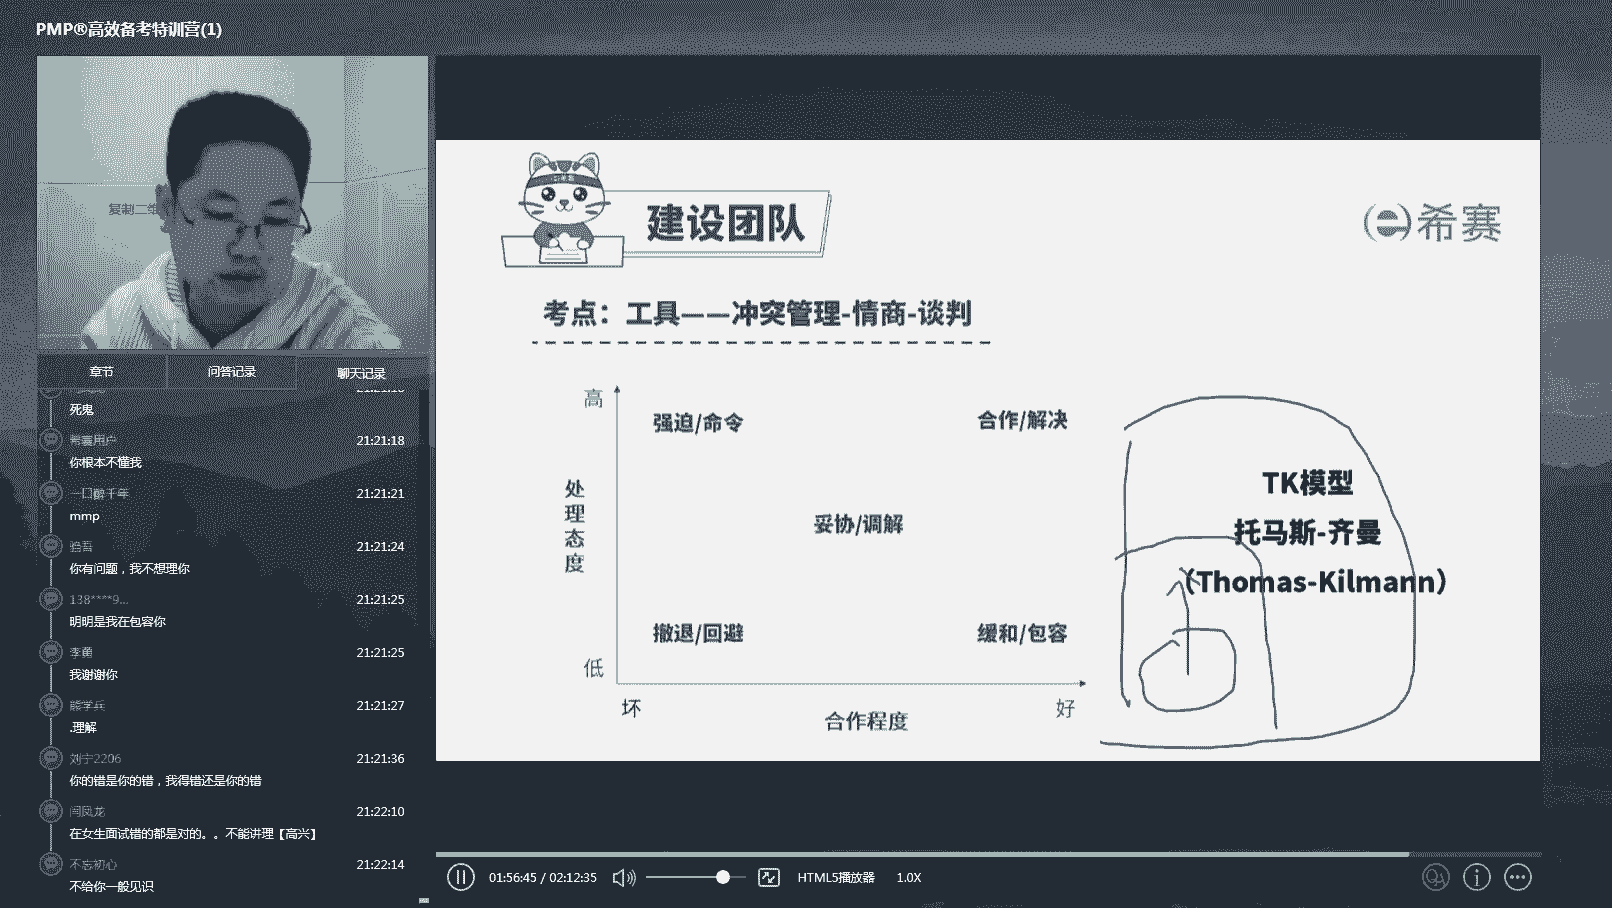 PMP®高效备考特训营(1)
复制二维
章节
问答记录
聊天记录
死鬼
21:21:18
希赛用户
你根本不懂我
一口醉千年
21:21:21
mmp
21:21:24
你有问题，我不想理你
138****9...
21:21:25
明明是我在包容你
21:21:25
我谢谢你
21:21:27
.理解
刘宁2206
21:21:36
你的错是你的错，我得错还是你的错
闫凤龙
21:22:10
在女生面试错的都是对的。。不能讲理【高兴】
不忘初心
21:22:14
不给你一般见识
建设团队
希赛
考点：工具——冲突管理-情商-谈判
高
强迫/命令
合作/解决
处理态度
妥协/调解
撤退/回避
缓和/包容
低
坏
合作程度
好
TK模型
托马斯-齐曼
（Thomas-Kilmann）
01:56:45 / 02:12:35
HTML5播放器
1.0X